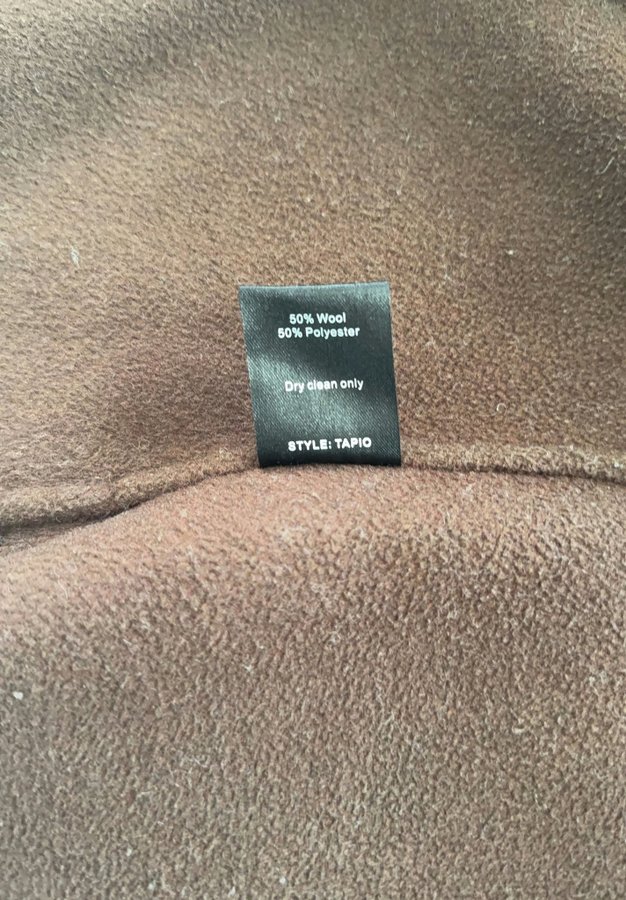 50% Wool
50% Polyester
Dry clean only
STYLE: TAPIO